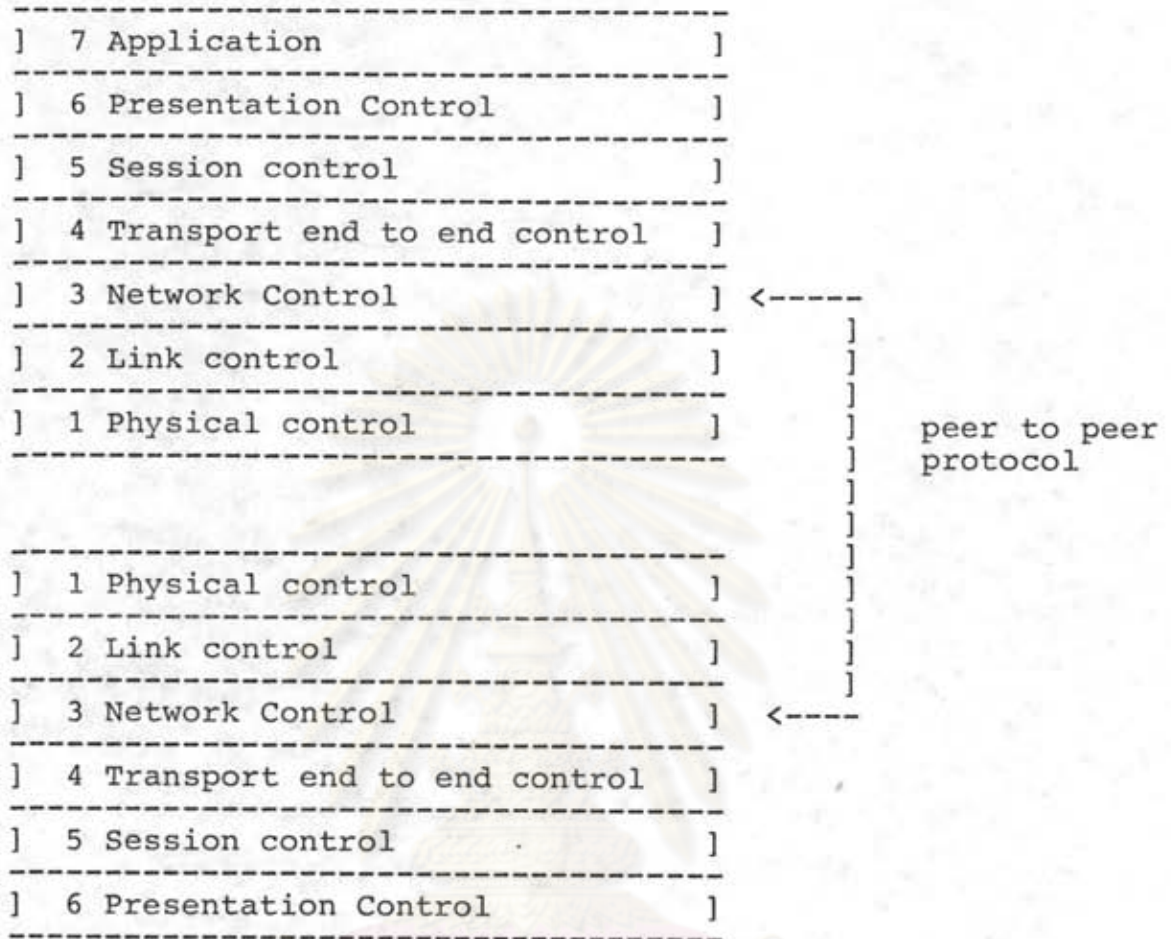 ---------------------------------------
]  7 Application                      ]
---------------------------------------
]  6 Presentation Control             ]
---------------------------------------
]  5 Session control                  ]
---------------------------------------
]  4 Transport end to end control     ]
---------------------------------------
]  3 Network Control                  ] <-----
---------------------------------------       ]
]  2 Link control                     ]       ]
---------------------------------------       ]
]  1 Physical control                 ]       ]   peer to peer
---------------------------------------       ]   protocol
                                              ]
                                              ]
---------------------------------------       ]
]  1 Physical control                 ]       ]
---------------------------------------       ]
]  2 Link control                     ]       ]
---------------------------------------       ]
]  3 Network Control                  ]  <----
---------------------------------------
]  4 Transport end to end control     ]
---------------------------------------
]  5 Session control                  ]
---------------------------------------
]  6 Presentation Control             ]
---------------------------------------